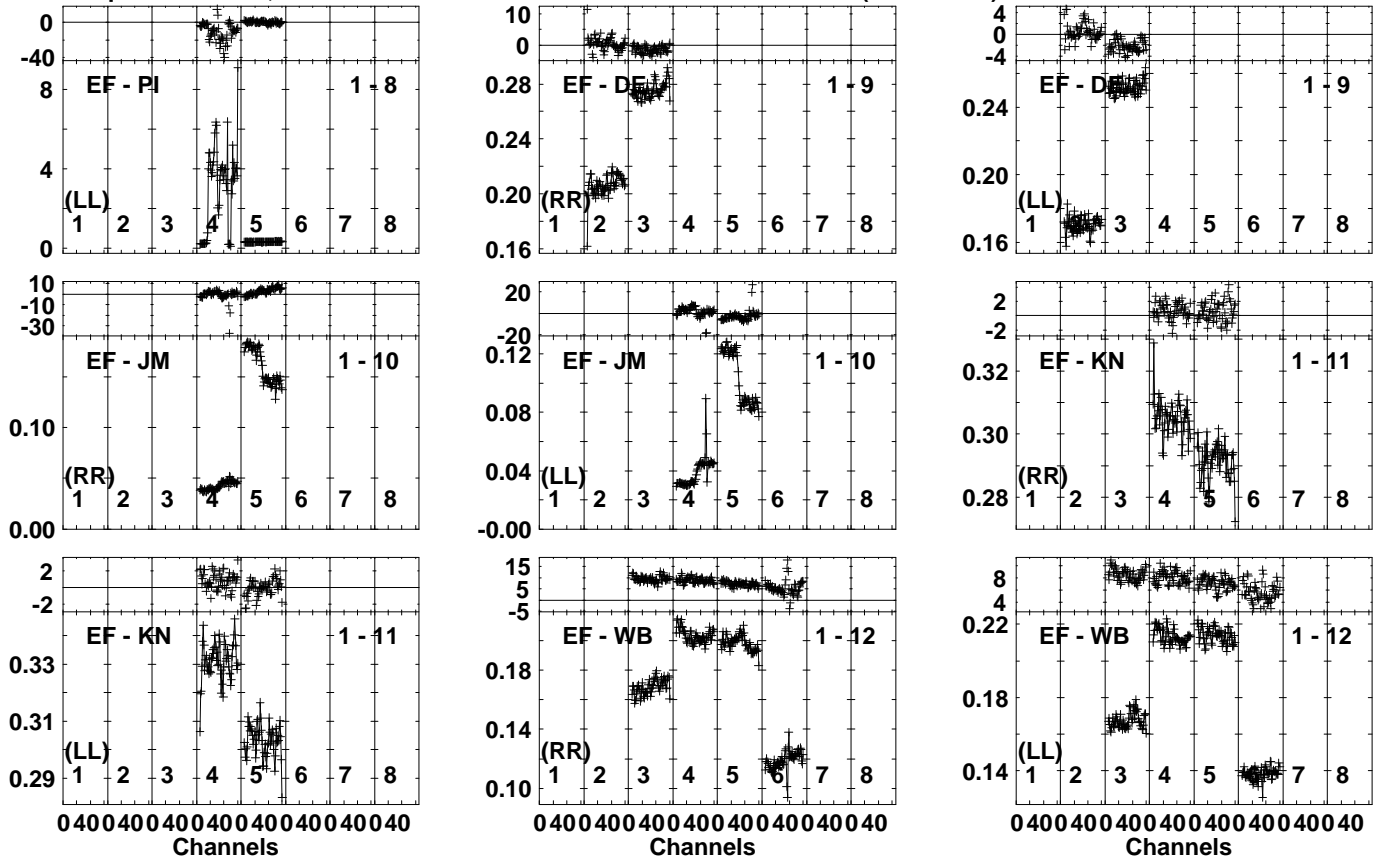 0
-40
EF - PI 1 - 8
8
4
0
(LL)
1 2 3 4 5 6 7 8
10
0
EF - DE 1 - 9
0.28
0.24
0.20
0.16
(RR)
1 2 3 4 5 6 7 8
4
0
-4
EF - DE 1 - 9
0.24
0.20
0.16
(LL)
1 2 3 4 5 6 7 8
10
-10
-30
EF - JM 1 - 10
0.10
0.00
(RR)
1 2 3 4 5 6 7 8
20
-20
EF - JM 1 - 10
0.12
0.08
0.04
-0.00
(LL)
1 2 3 4 5 6 7 8
2
-2
EF - KN 1 - 11
0.32
0.30
0.28
(RR)
1 2 3 4 5 6 7 8
2
-2
EF - KN 1 - 11
0.33
0.31
0.29
(LL)
1 2 3 4 5 6 7 8
0 40 0 40 0 40 0 40 0 40 0 40 0 40 0 40
Channels
15
5
-5
EF - WB 1 - 12
0.18
0.14
0.10
(RR)
1 2 3 4 5 6 7 8
0 40 0 40 0 40 0 40 0 40 0 40 0 40 0 40
Channels
8
4
EF - WB 1 - 12
0.22
0.18
0.14
(LL)
1 2 3 4 5 6 7 8
0 40 0 40 0 40 0 40 0 40 0 40 0 40 0 40
Channels